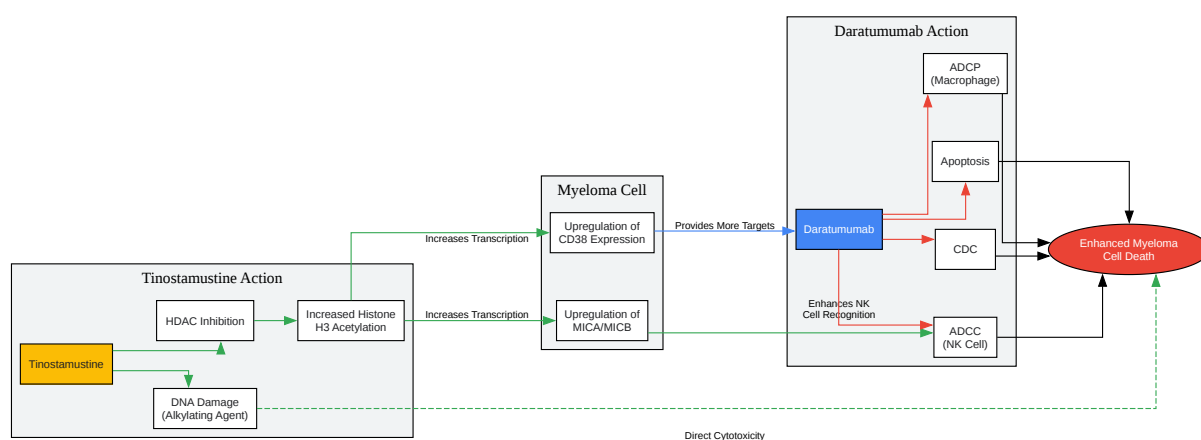 Daratumumab Action
ADCP
(Macrophage)
Apoptosis
Myeloma Cell
Upregulation of
CD38 Expression
Provides More Targets
Daratumumab
Increases Transcription
CDC
Enhanced Myeloma
Cell Death
Tinostamustine Action
HDAC Inhibition
Increased Histone
H3 Acetylation
Increases Transcription
Upregulation of
MICA/MICB
Enhances NK
Cell Recognition
ADCC
(NK Cell)
Tinostamustine
DNA Damage
(Alkylating Agent)
Direct Cytotoxicity